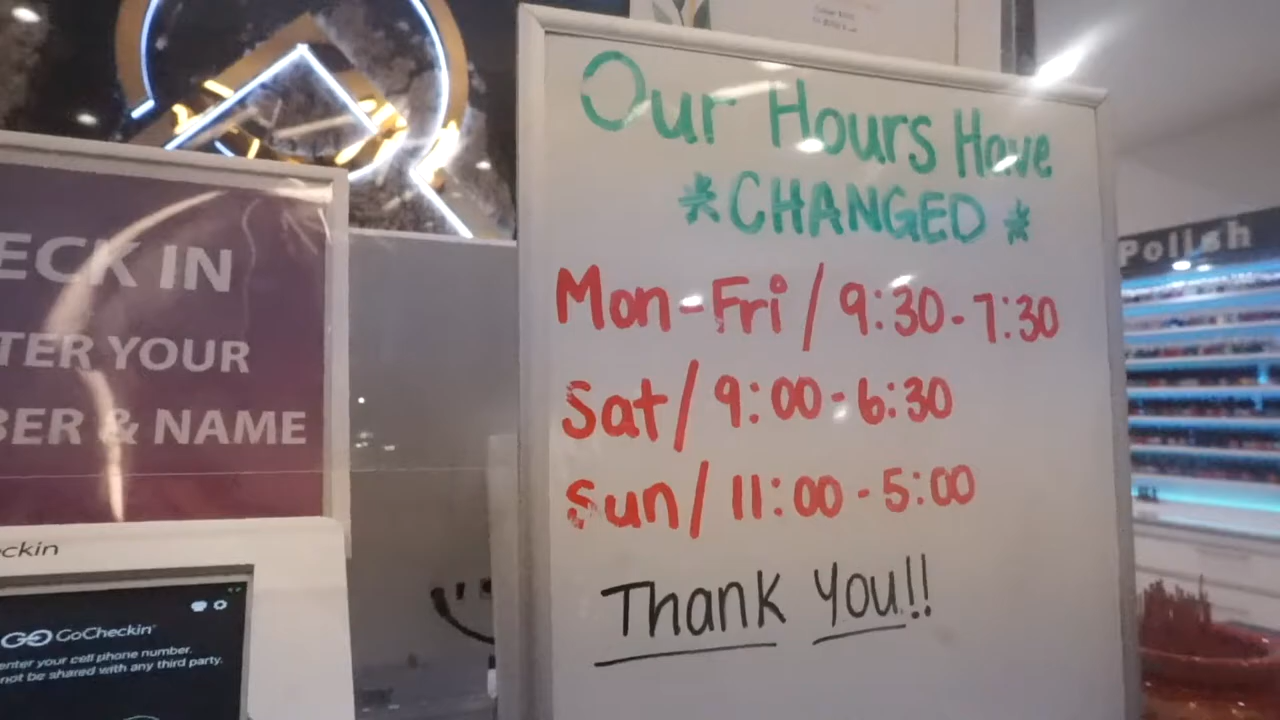 Our Hours Have
*CHANGED*
Mon-Fri / 9:30-7:30
Sat/ 9:00-6:30
Sun/ 11:00-5:00
Thank You!!
ECK IN
TER YOUR
BER & NAME
ckin
GoCheckin
enter your cell phone number.
not be shared with any third party.
Polish